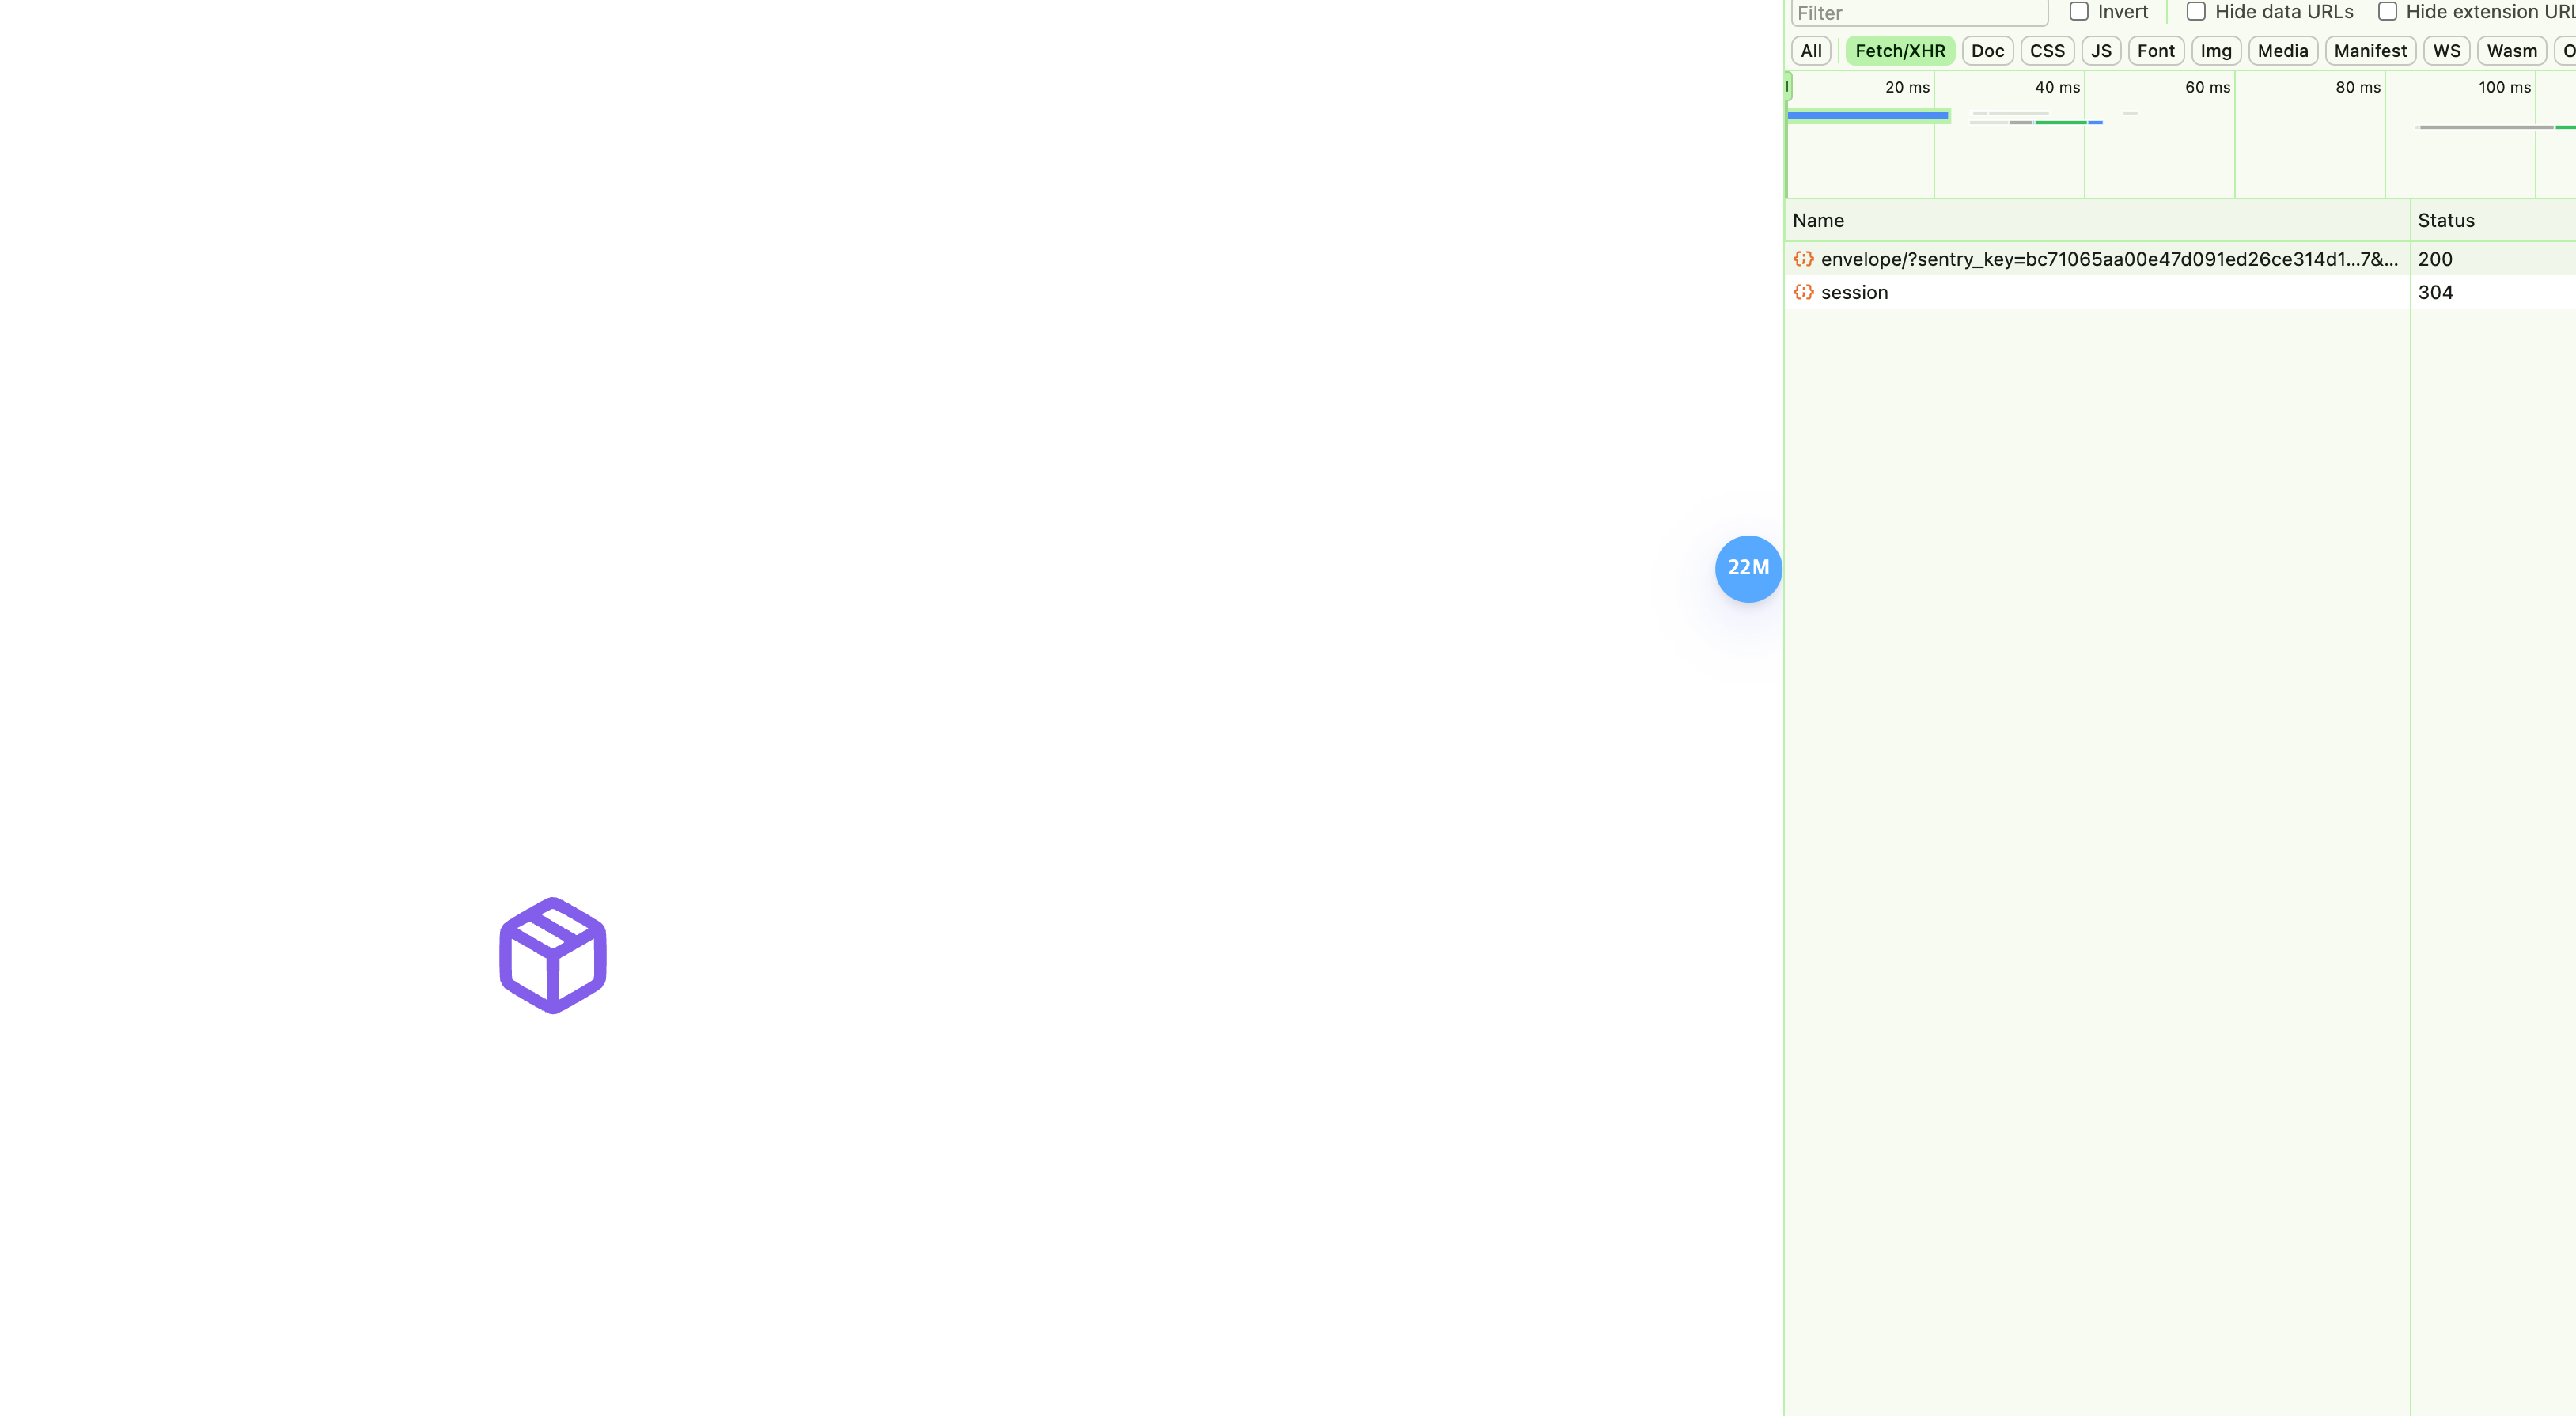 Filter Invert Hide data URLs Hide extension URL
All Fetch/XHR Doc CSS JS Font Img Media Manifest WS Wasm O
20 ms 40 ms 60 ms 80 ms 100 ms
Name Status
envelope/?sentry_key=bc71065aa00e47d091ed26ce314d1...7&... 200
session 304
22M